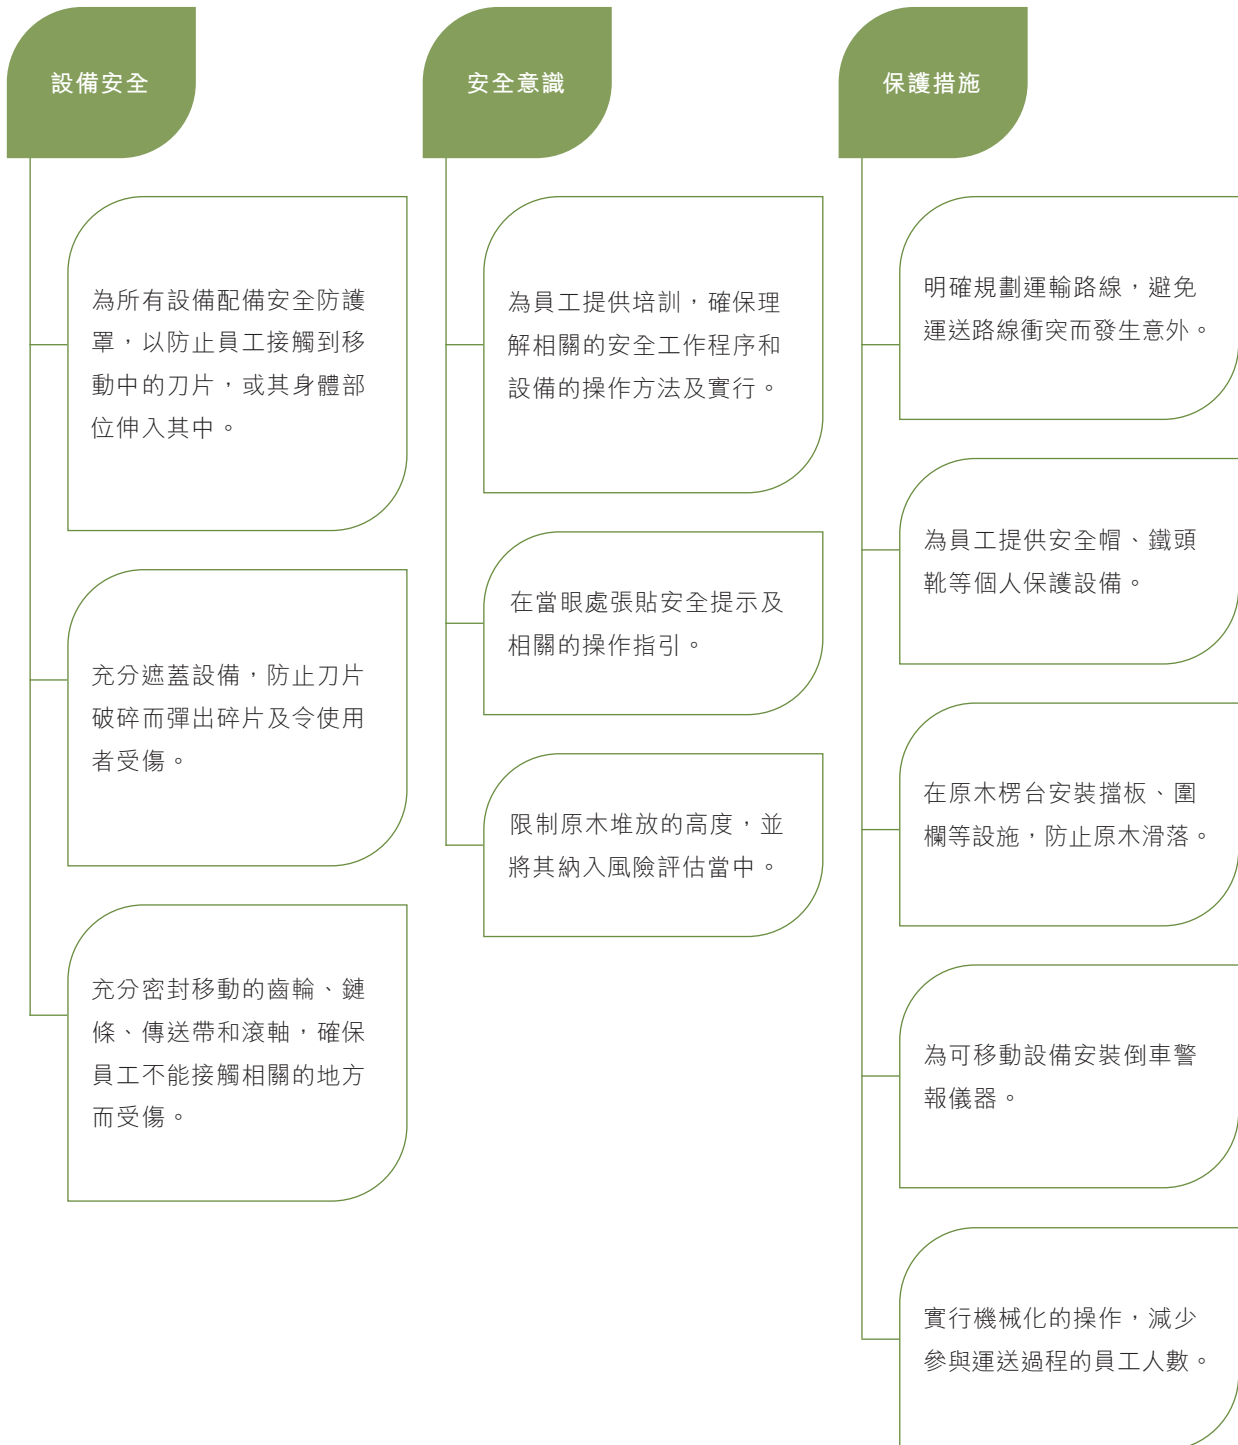 設備安全
為所有設備配備安全防護
罩，以防止員工接觸到移
動中的刀片，或其身體部
位伸入其中。
充分遮蓋設備，防止刀片
破碎而彈出碎片及令使用
者受傷。
充分密封移動的齒輪、鏈
條、傳送帶和滾軸，確保
員工不能接觸相關的地方
而受傷。
安全意識
為員工提供培訓，確保理
解相關的安全工作程序和
設備的操作方法及實行。
在當眼處張貼安全提示及
相關的操作指引。
限制原木堆放的高度，並
將其納入風險評估當中。
保護措施
明確規劃運輸路線，避免
運送路線衝突而發生意外。
為員工提供安全帽、鐵頭
靴等個人保護設備。
在原木楞台安裝擋板、圍
欄等設施，防止原木滑落。
為可移動設備安裝倒車警
報儀器。
實行機械化的操作，減少
參與運送過程的員工人數。